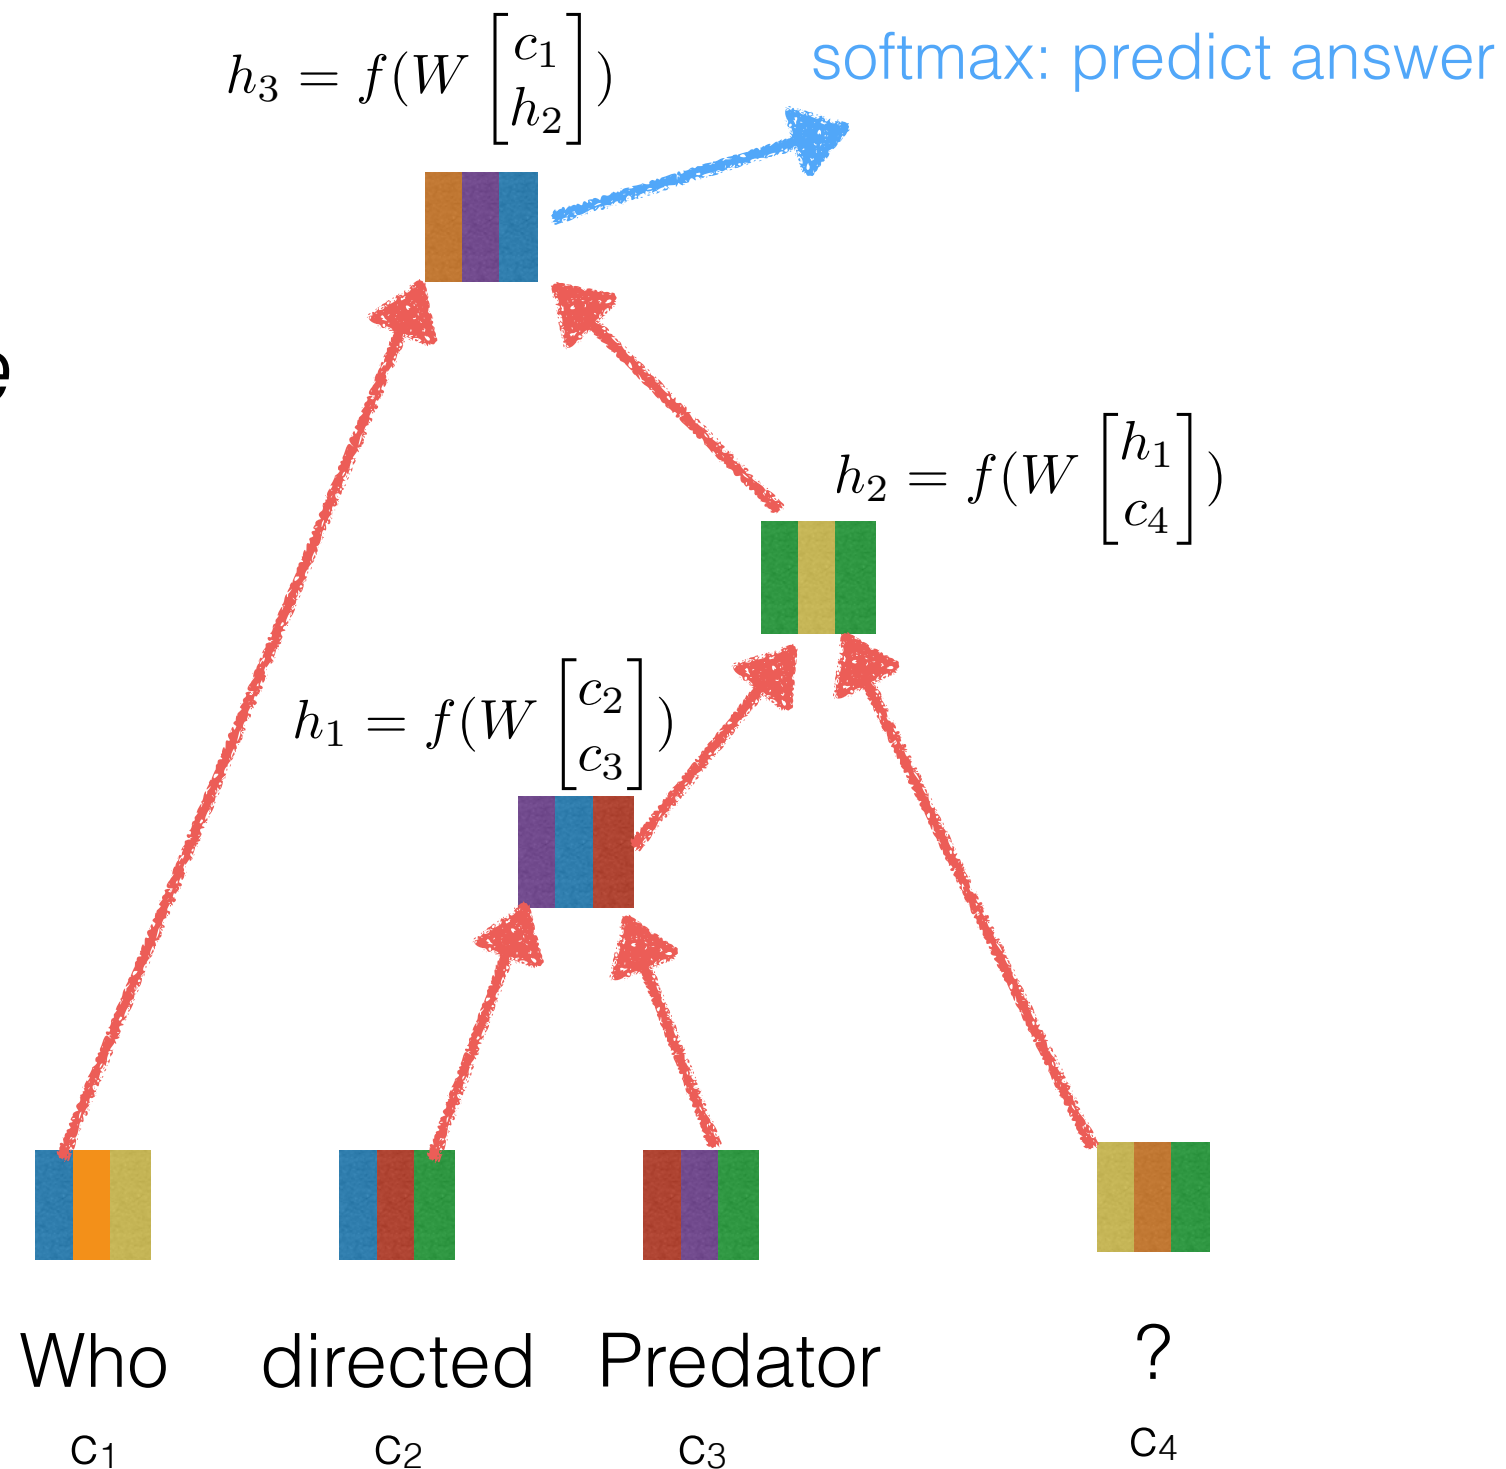 softmax: predict answer
h₃ = f(W [c₁ h₂])
e
h₂ = f(W [h₁ c₄])
h₁ = f(W [c₂ c₃])
Who directed Predator ?
c₁ c₂ c₃ c₄